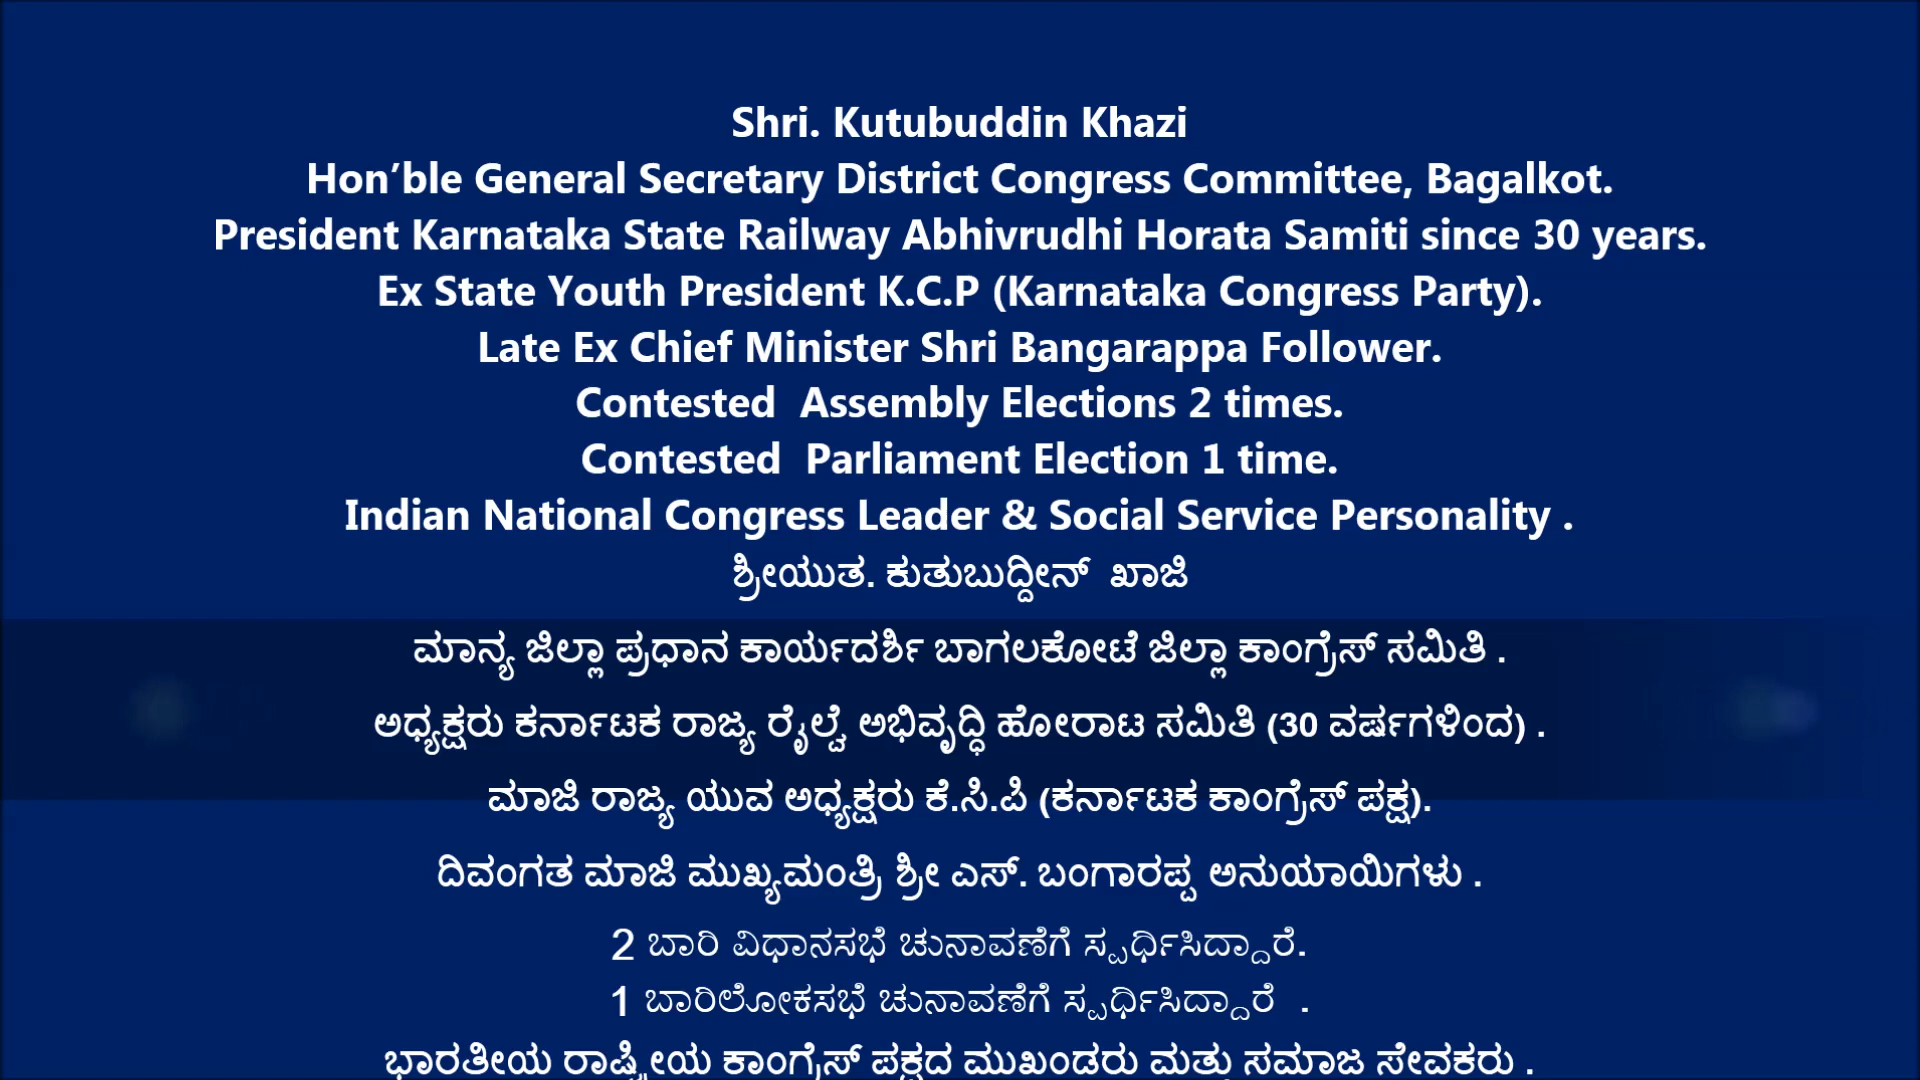 Shri. Kutubuddin Khazi
Hon’ble General Secretary District Congress Committee, Bagalkot.
President Karnataka State Railway Abhivrudhi Horata Samiti since 30 years.
Ex State Youth President K.C.P (Karnataka Congress Party).
Late Ex Chief Minister Shri Bangarappa Follower.
Contested  Assembly Elections 2 times.
Contested  Parliament Election 1 time.
Indian National Congress Leader & Social Service Personality .
ಶ್ರೀಯುತ. ಕುತುಬುದ್ದೀನ್  ಖಾಜಿ
ಮಾನ್ಯ ಜಿಲ್ಲಾ ಪ್ರಧಾನ ಕಾರ್ಯದರ್ಶಿ ಬಾಗಲಕೋಟೆ ಜಿಲ್ಲಾ ಕಾಂಗ್ರೆಸ್ ಸಮಿತಿ .
ಅಧ್ಯಕ್ಷರು ಕರ್ನಾಟಕ ರಾಜ್ಯ ರೈಲ್ವೆ ಅಭಿವೃದ್ಧಿ ಹೋರಾಟ ಸಮಿತಿ (30 ವರ್ಷಗಳಿಂದ) .
ಮಾಜಿ ರಾಜ್ಯ ಯುವ ಅಧ್ಯಕ್ಷರು ಕೆ.ಸಿ.ಪಿ (ಕರ್ನಾಟಕ ಕಾಂಗ್ರೆಸ್ ಪಕ್ಷ).
ದಿವಂಗತ ಮಾಜಿ ಮುಖ್ಯಮಂತ್ರಿ ಶ್ರೀ ಎಸ್. ಬಂಗಾರಪ್ಪ ಅನುಯಾಯಿಗಳು .
2 ಬಾರಿ ವಿಧಾನಸಭೆ ಚುನಾವಣೆಗೆ ಸ್ಪರ್ಧಿಸಿದ್ದಾರೆ.
1 ಬಾರಿಲೋಕಸಭೆ ಚುನಾವಣೆಗೆ ಸ್ಪರ್ಧಿಸಿದ್ದಾರೆ  .
ಭಾರತೀಯ ರಾಷ್ಟ್ರೀಯ ಕಾಂಗ್ರೆಸ್ ಪಕ್ಷದ ಮುಖಂಡರು ಮತ್ತು ಸಮಾಜ ಸೇವಕರು .